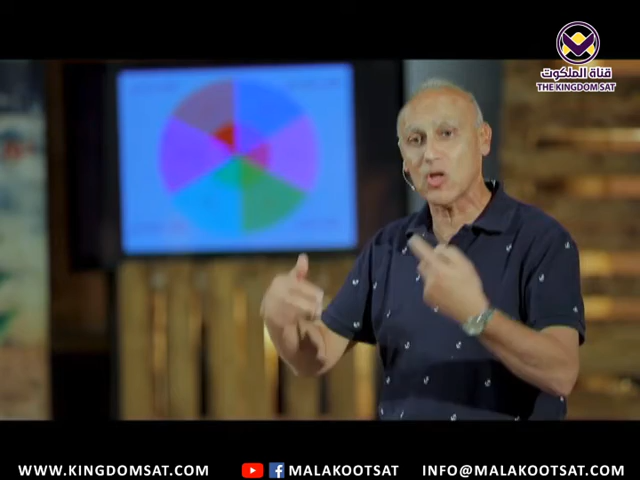 قناة الملكوت
THE KINGDOM SAT
WWW.KINGDOMSAT.COM MALAKOOTSAT INFO@MALAKOOTSAT.COM